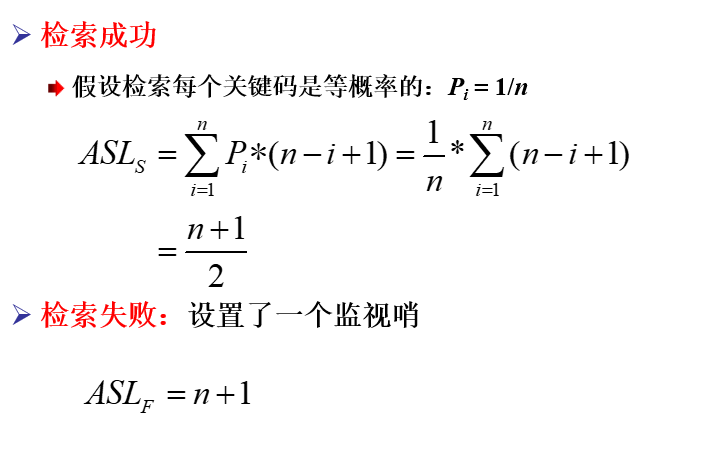 检索成功
假设检索每个关键码是等概率的：Pi = 1/n
ASL_S = \sum_{i=1}^{n} P_i*(n-i+1) = \frac{1}{n}*\sum_{i=1}^{n}(n-i+1)
= \frac{n+1}{2}
检索失败：设置了一个监视哨
ASL_F = n+1